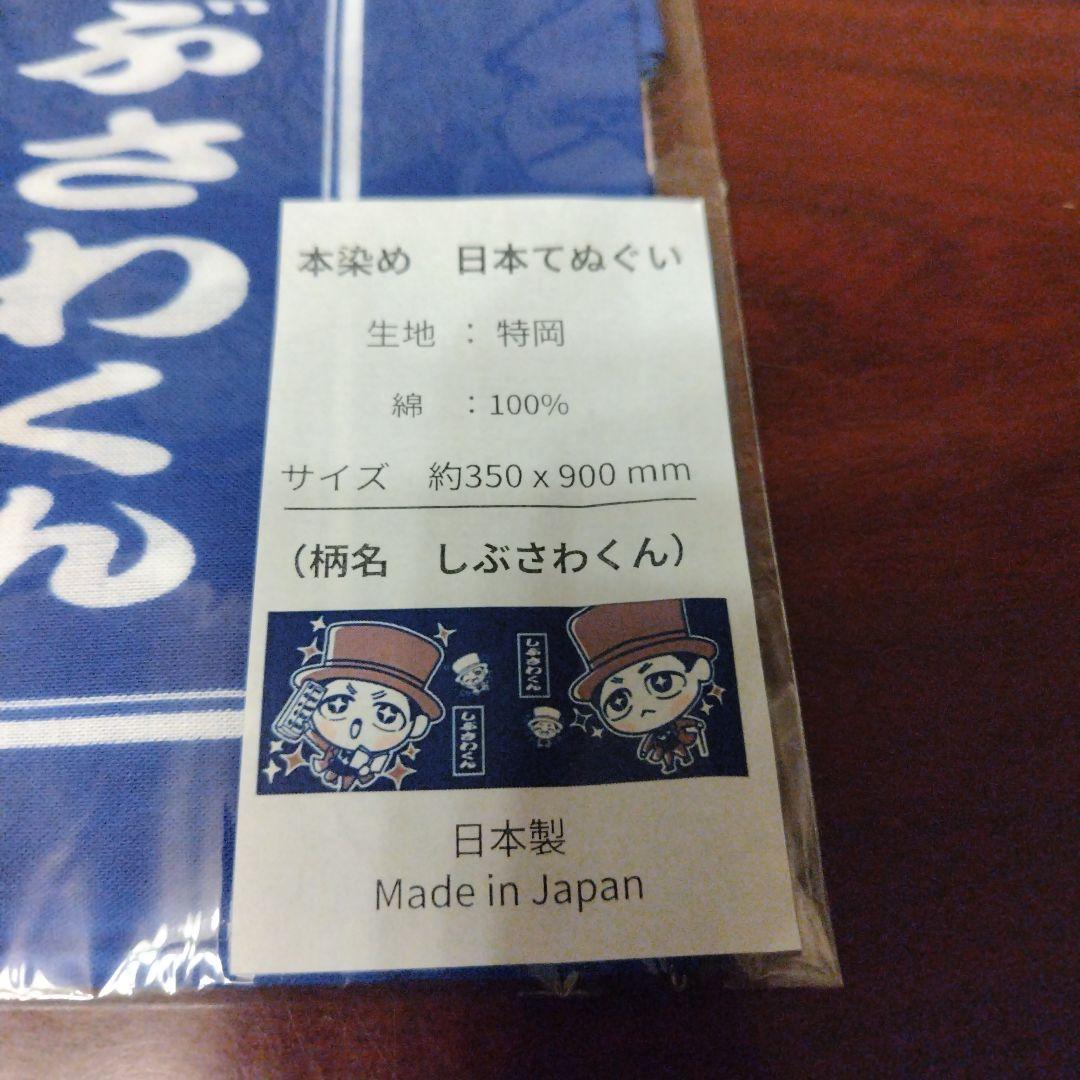 ぶさわくん
本染め　日本てぬぐい
生地　：　特岡
綿　：100%
サイズ　約350 x 900 mm
（柄名　しぶさわくん）
しぶさわくん
しぶさわくん
日本製
Made in Japan